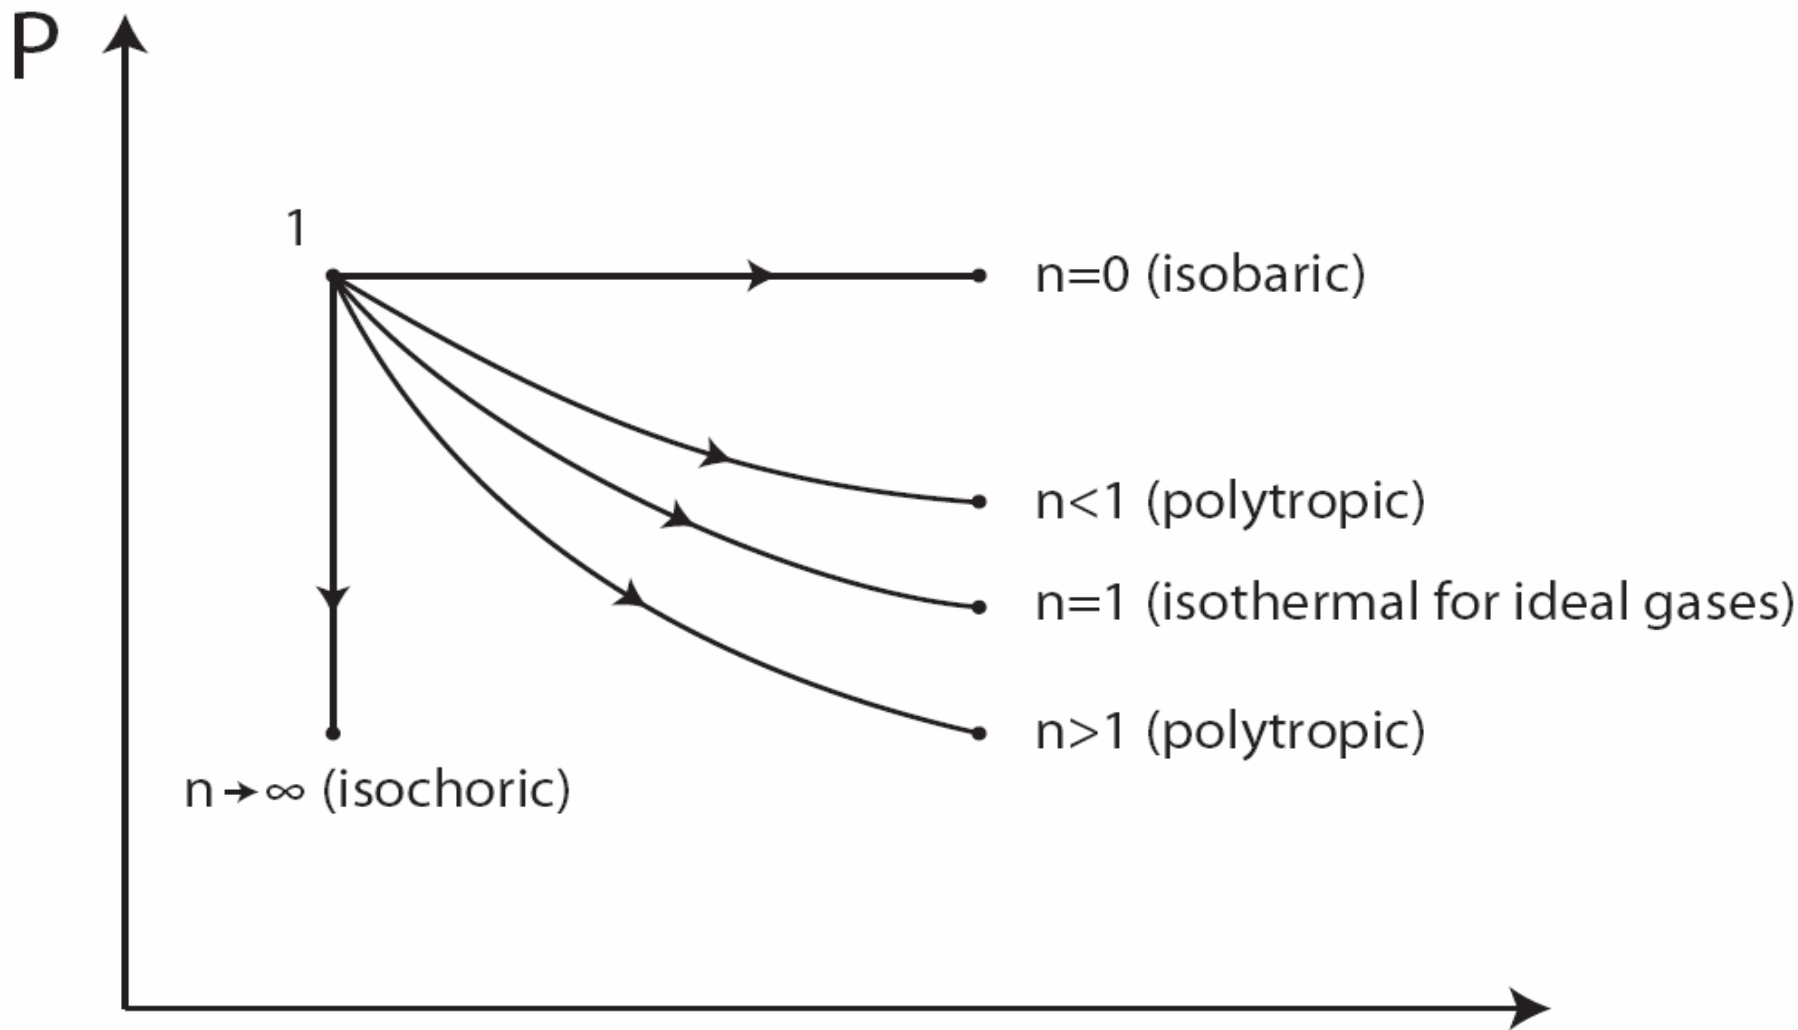 P
1
n=0 (isobaric)
n<1 (polytropic)
n=1 (isothermal for ideal gases)
n>1 (polytropic)
n→∞ (isochoric)